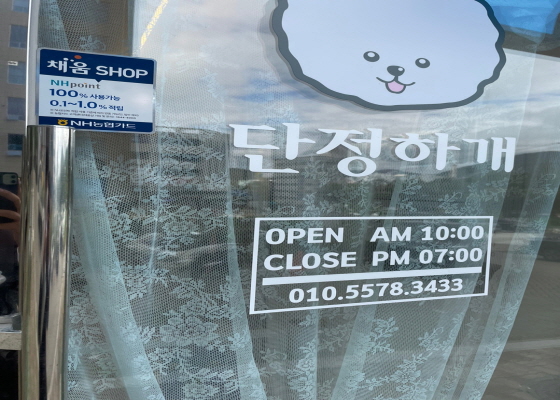 채움 SHOP
NHpoint
100% 사용가능
0.1~1.0% 적립
NH농협카드
단정하개
OPEN AM 10:00
CLOSE PM 07:00
010.5578.3433